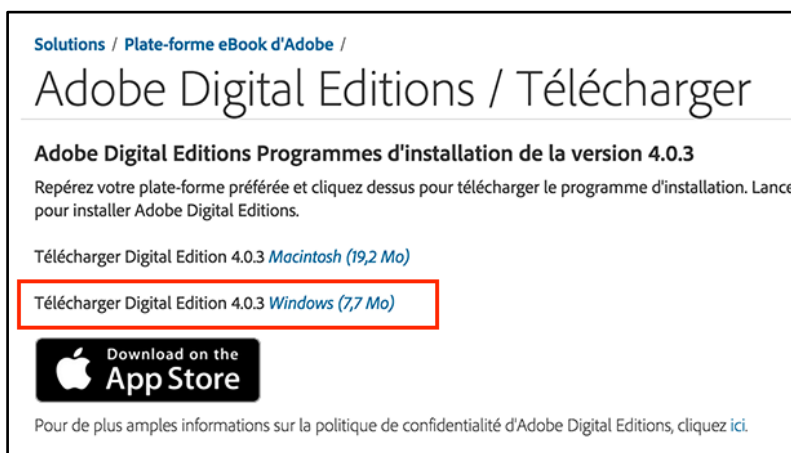 Solutions / Plate-forme eBook d'Adobe /
Adobe Digital Editions / Télécharger
Adobe Digital Editions Programmes d'installation de la version 4.0.3
Repérez votre plate-forme préférée et cliquez dessus pour télécharger le programme d'installation. Lance
pour installer Adobe Digital Editions.
Télécharger Digital Edition 4.0.3 Macintosh (19,2 Mo)
Télécharger Digital Edition 4.0.3 Windows (7,7 Mo)
Download on the
App Store
Pour de plus amples informations sur la politique de confidentialité d'Adobe Digital Editions, cliquez ici.